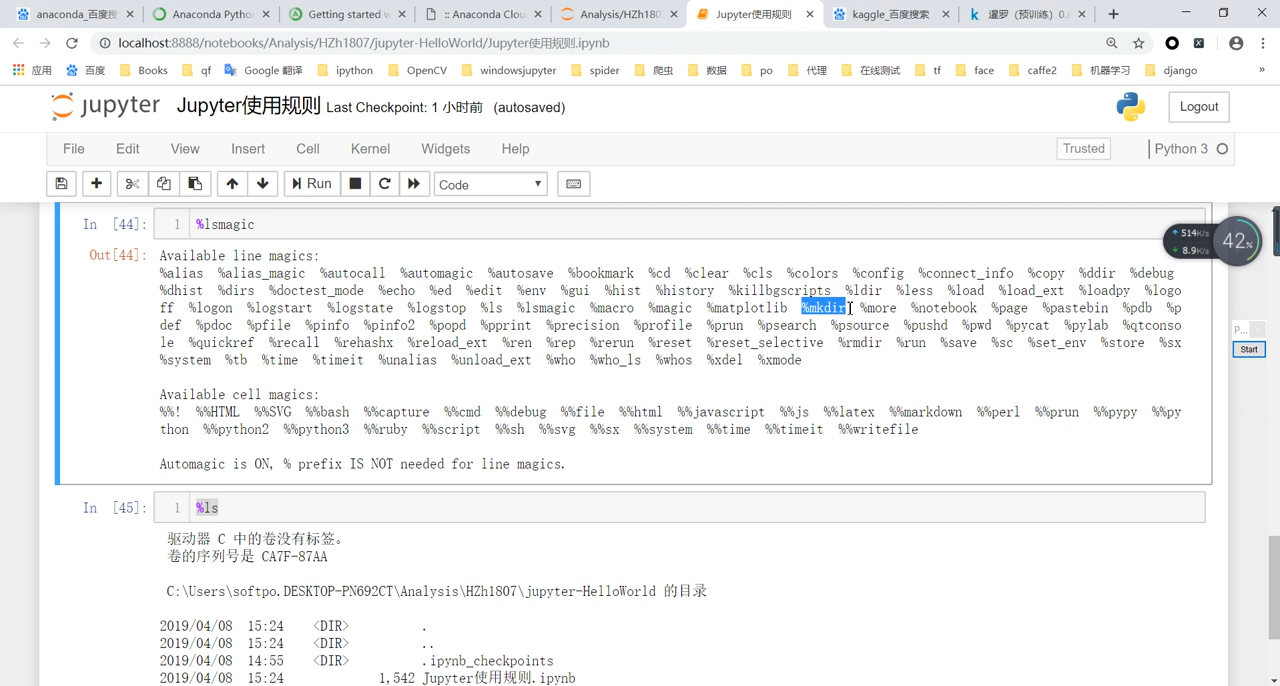 anaconda_百度搜
Anaconda Pytho
Getting started w
:: Anaconda Clou
Analysis/HZh180
Jupyter使用规则
kaggle_百度搜索
暹罗（预训练）0.8
localhost:8888/notebooks/Analysis/HZh1807/jupyter-HelloWorld/Jupyter使用规则.ipynb
应用 百度 Books qf Google 翻译 ipython OpenCV windowsjupyter spider 爬虫 数据 po 代理 在线测试 tf face caffe2 机器学习 django »
jupyter Jupyter使用规则 Last Checkpoint: 1 小时前 (autosaved) Logout
File Edit View Insert Cell Kernel Widgets Help Trusted Python 3
Run Code
In [44]: 1 %lsmagic
514K/s
8.9K/s
42%
Out[44]: Available line magics:
%alias %alias_magic %autocall %automagic %autosave %bookmark %cd %clear %cls %colors %config %connect_info %copy %ddir %debug
%dhist %dirs %doctest_mode %echo %ed %edit %env %gui %hist %history %killbgscripts %ldir %less %load %load_ext %loadpy %logo
ff %logon %logstart %logstate %logstop %ls %lsmagic %macro %magic %matplotlib %mkdir %more %notebook %page %pastebin %pdb %p
def %pdoc %pfile %pinfo %pinfo2 %popd %pprint %precision %profile %prun %psearch %psource %pushd %pwd %pycat %pylab %qtconso
le %quickref %recall %rehashx %reload_ext %ren %rep %rerun %reset %reset_selective %rmdir %run %save %sc %set_env %store %sx
%system %tb %time %timeit %unalias %unload_ext %who %who_ls %whos %xdel %xmode
P...
Start
Available cell magics:
%%! %%HTML %%SVG %%bash %%capture %%cmd %%debug %%file %%html %%javascript %%js %%latex %%markdown %%perl %%prun %%pypy %%py
thon %%python2 %%python3 %%ruby %%script %%sh %%svg %%sx %%system %%time %%timeit %%writefile
Automagic is ON, % prefix IS NOT needed for line magics.
In [45]: 1 %ls
驱动器 C 中的卷没有标签。
卷的序列号是 CA7F-87AA
C:\Users\softpo.DESKTOP-PN692CT\Analysis\HZh1807\jupyter-HelloWorld 的目录
2019/04/08 15:24 <DIR> .
2019/04/08 15:24 <DIR> ..
2019/04/08 14:55 <DIR> .ipynb_checkpoints
2019/04/08 15:24 1,542 Jupyter使用规则.ipynb